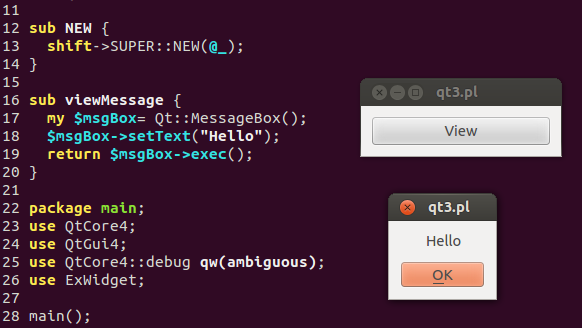 11
12 sub NEW {
13   shift->SUPER::NEW(@_);
14 }
15
16 sub viewMessage {
17   my $msgBox= Qt::MessageBox();
18   $msgBox->setText("Hello");
19   return $msgBox->exec();
20 }
21
22 package main;
23 use QtCore4;
24 use QtGui4;
25 use QtCore4::debug qw(ambiguous);
26 use ExWidget;
27
28 main();
qt3.pl
View
qt3.pl
Hello
OK